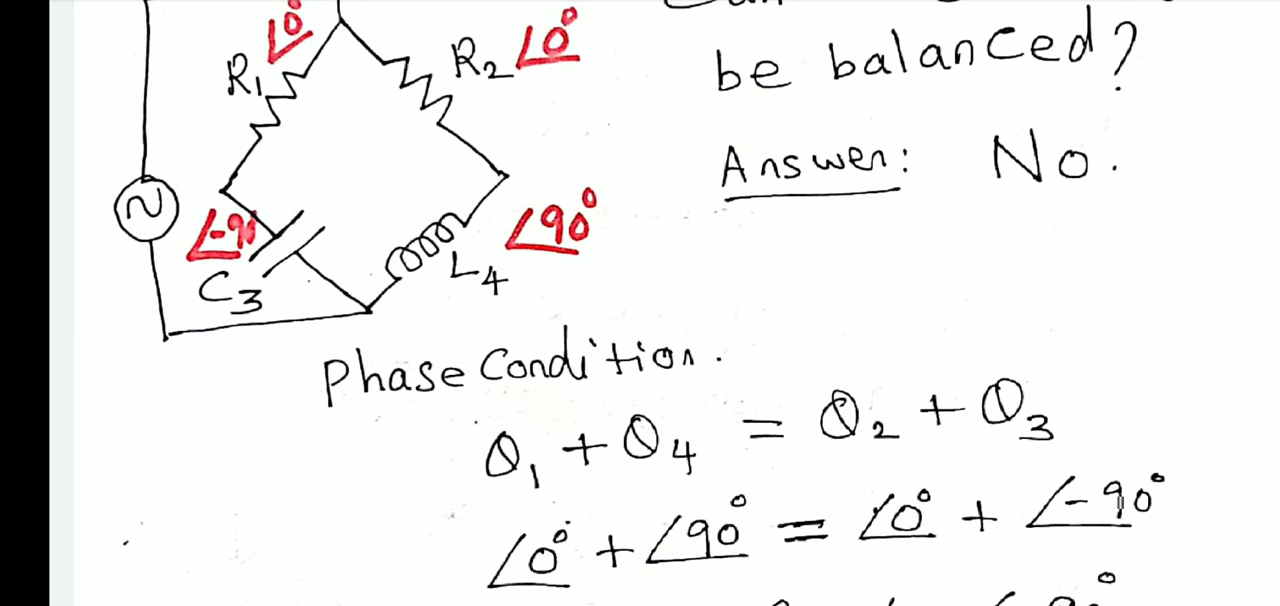 be balanced?
Answer: No.
R₁ ∠0°
R₂ ∠0°
∠-90
C₃
∠90°
L₄
Phase Condition.
θ₁ + θ₄ = θ₂ + θ₃
∠0° + ∠90° = ∠0° + ∠-90°